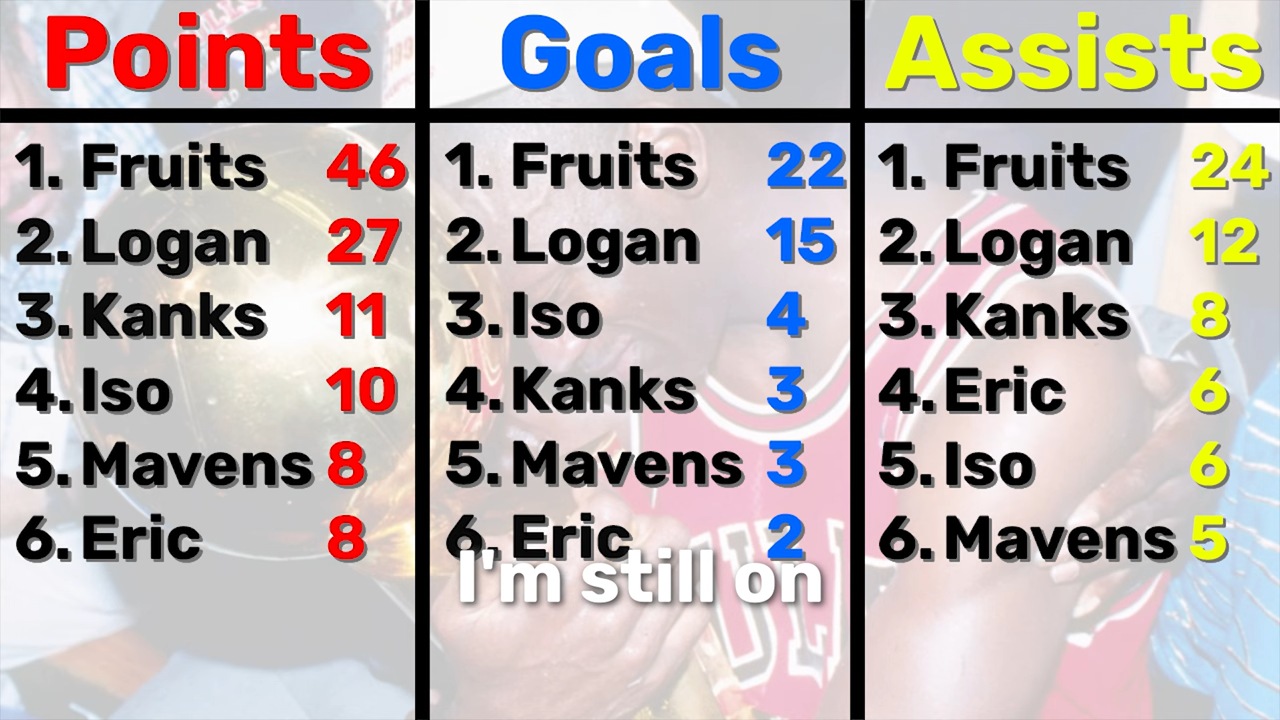 Points
1. Fruits 46
2. Logan 27
3. Kanks 11
4. Iso 10
5. Mavens 8
6. Eric 8
Goals
1. Fruits 22
2. Logan 15
3. Iso 4
4. Kanks 3
5. Mavens 3
6. Eric 2
I'm still on
Assists
1. Fruits 24
2. Logan 12
3. Kanks 8
4. Eric 6
5. Iso 6
6. Mavens 5